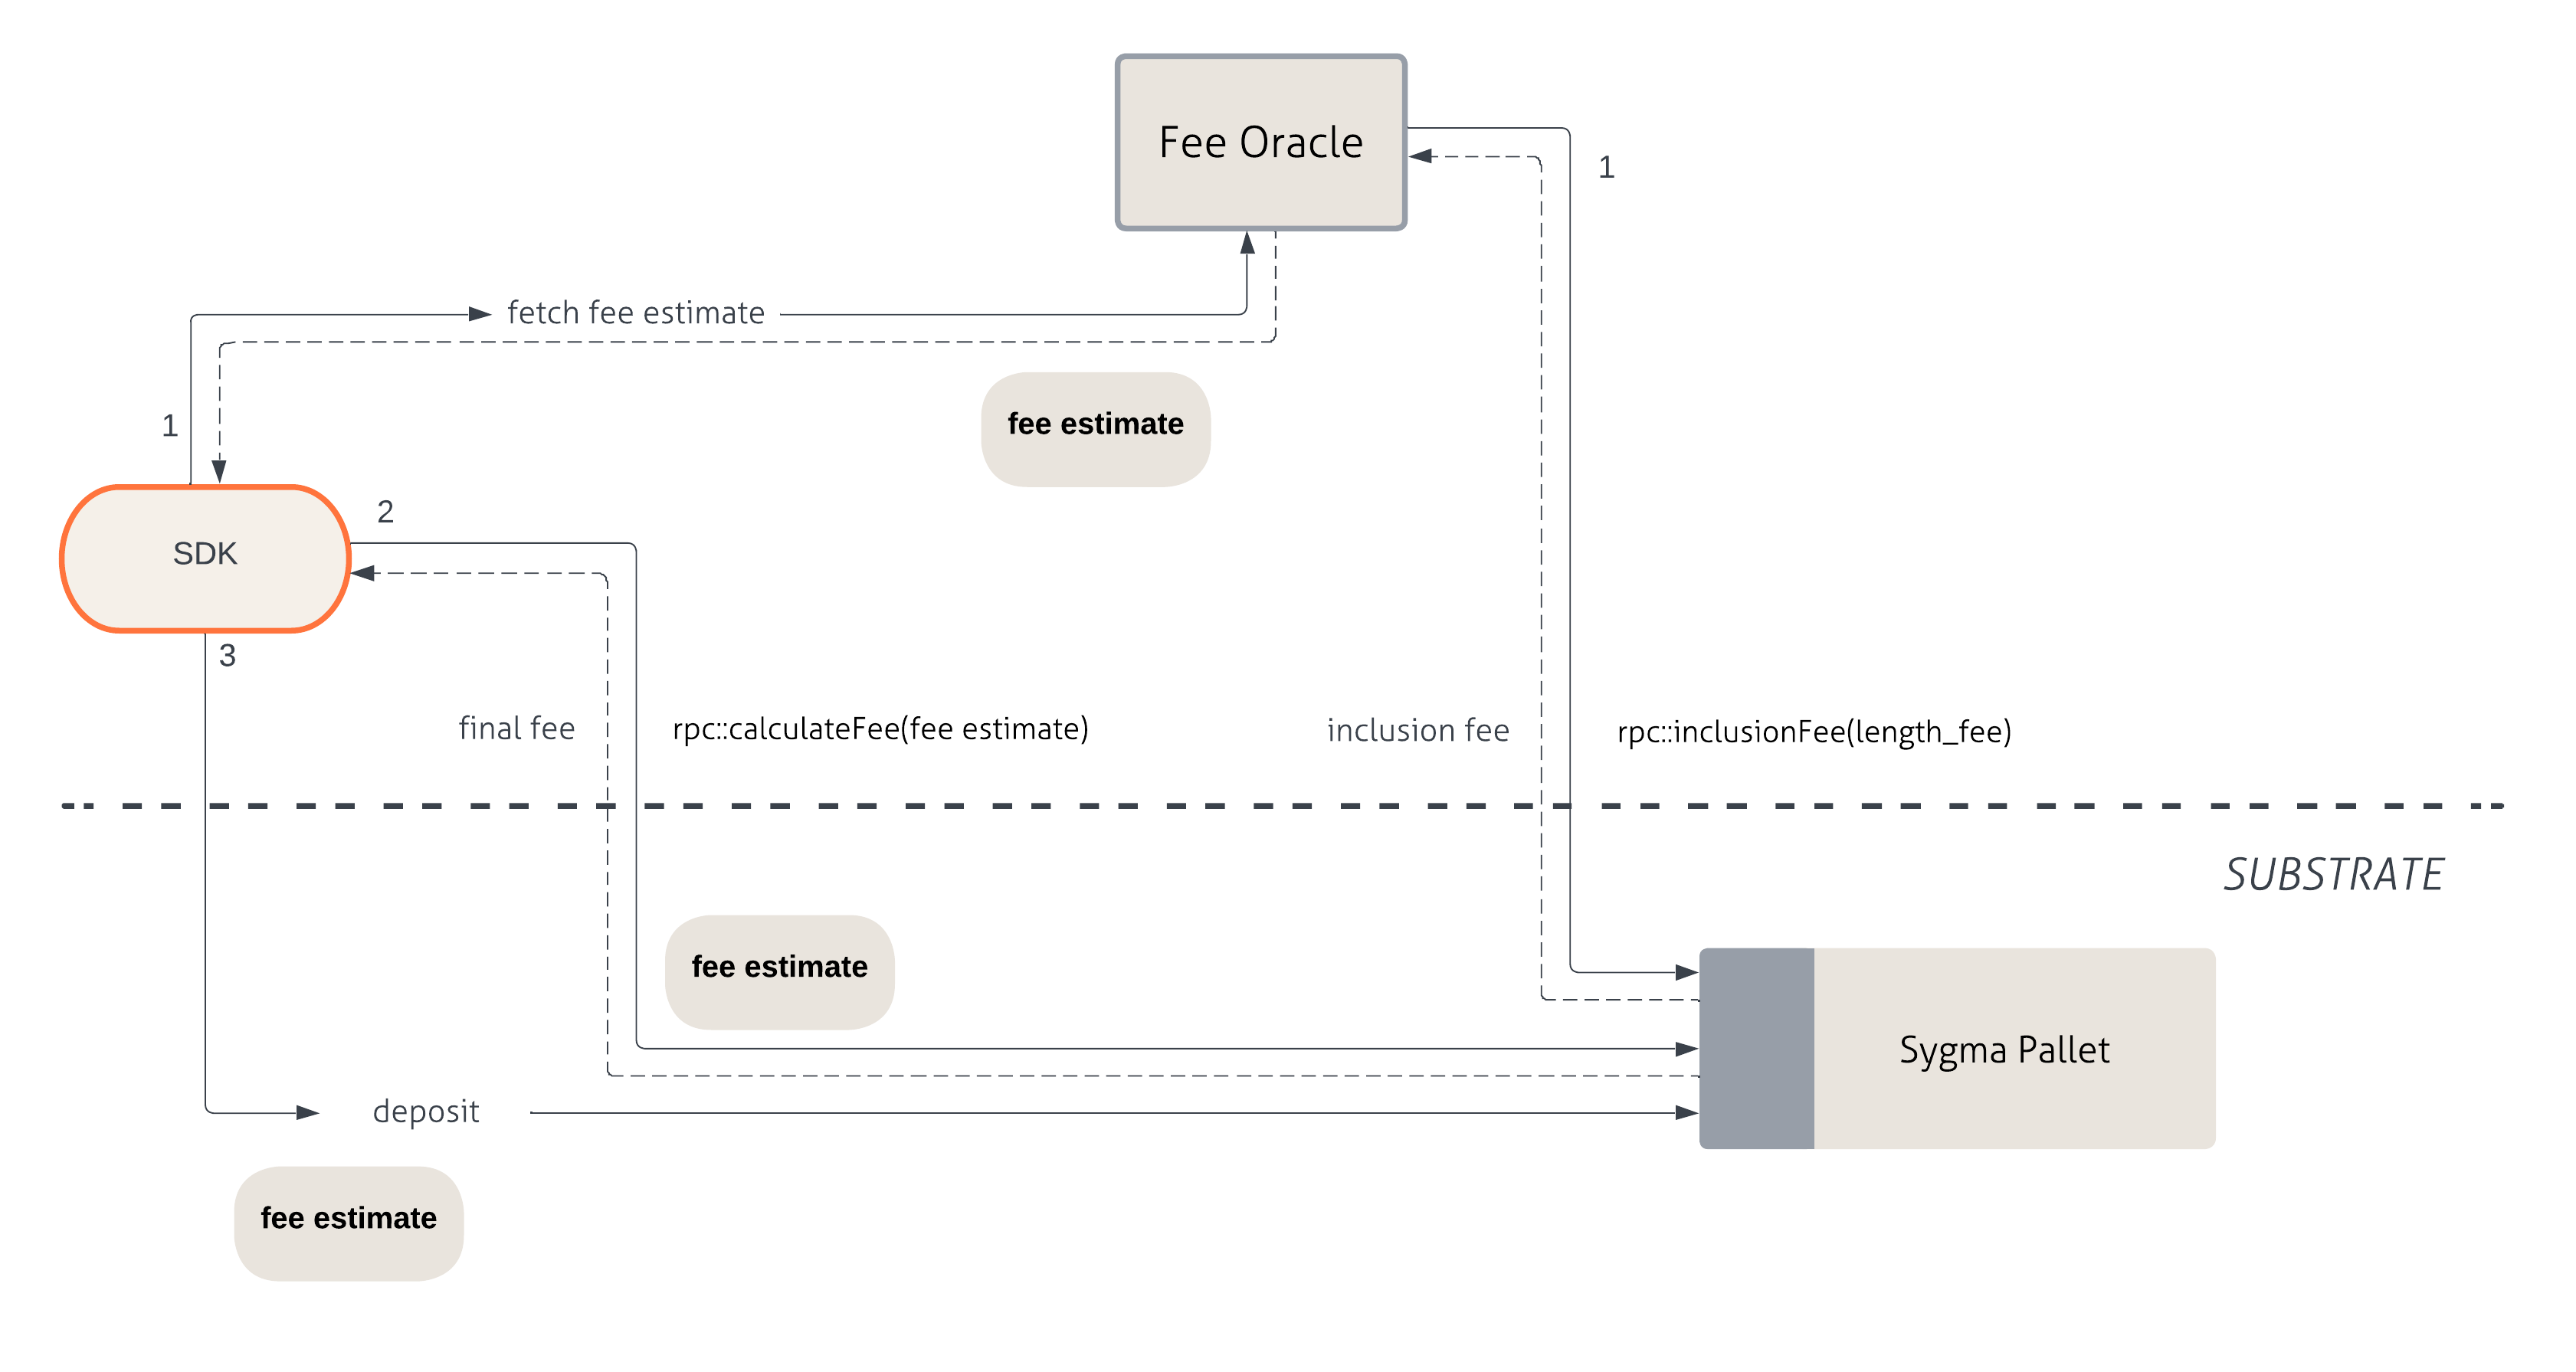 Fee Oracle
1
fetch fee estimate
fee estimate
1
2
SDK
3
final fee
rpc::calculateFee(fee estimate)
inclusion fee
rpc::inclusionFee(length_fee)
SUBSTRATE
fee estimate
Sygma Pallet
deposit
fee estimate